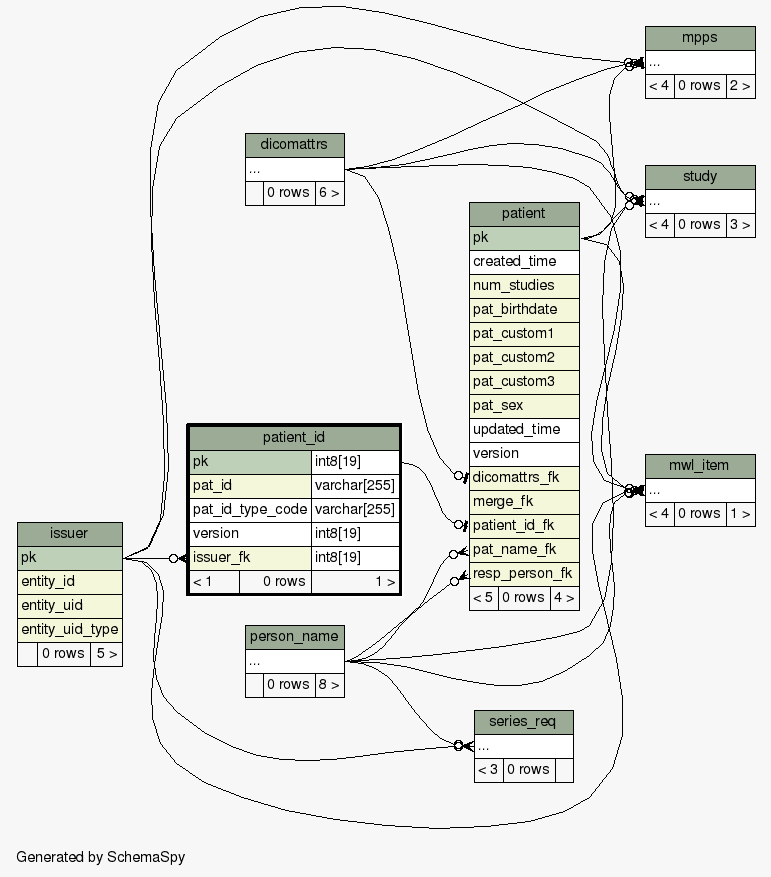 mpps
...
< 4 0 rows 2 >
dicomattrs
...
0 rows 6 >
study
...
< 4 0 rows 3 >
patient
pk
created_time
num_studies
pat_birthdate
pat_custom1
pat_custom2
pat_custom3
pat_sex
updated_time
version
dicomattrs_fk
merge_fk
patient_id_fk
pat_name_fk
resp_person_fk
< 5 0 rows 4 >
patient_id
pk int8[19]
pat_id varchar[255]
pat_id_type_code varchar[255]
version int8[19]
issuer_fk int8[19]
< 1 0 rows 1 >
mwl_item
...
< 4 0 rows 1 >
issuer
pk
entity_id
entity_uid
entity_uid_type
0 rows 5 >
person_name
...
0 rows 8 >
series_req
...
< 3 0 rows
Generated by SchemaSpy